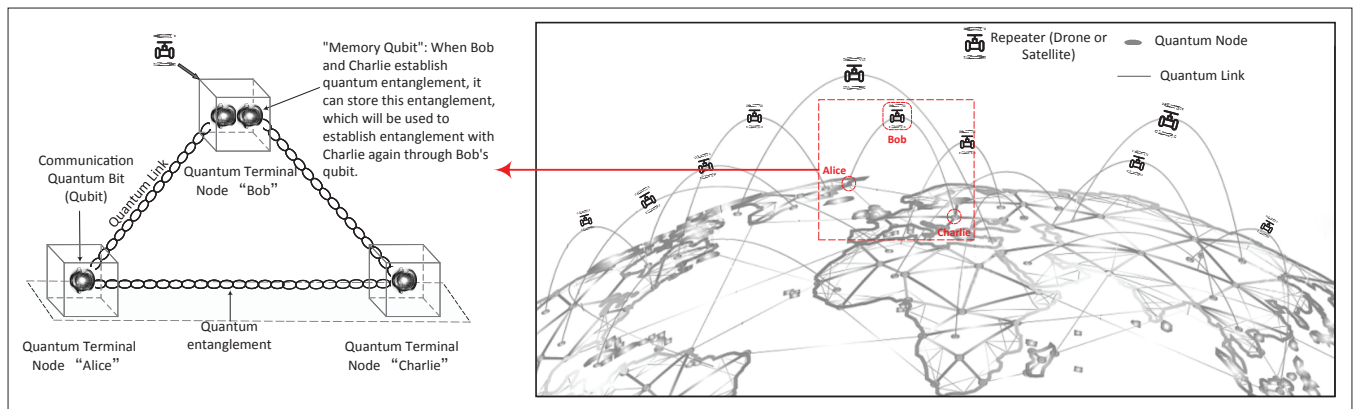 "Memory Qubit": When Bob
and Charlie establish
quantum entanglement, it
can store this entanglement,
which will be used to
establish entanglement with
Charlie again through Bob's
qubit.
Communication
Quantum Bit
(Qubit)
Quantum Link
Quantum Terminal
Node “Bob”
Quantum
entanglement
Quantum Terminal
Node “Alice”
Quantum Terminal
Node “Charlie”
Repeater (Drone or
Satellite)
Quantum Node
Quantum Link
Bob
Alice
Charlie